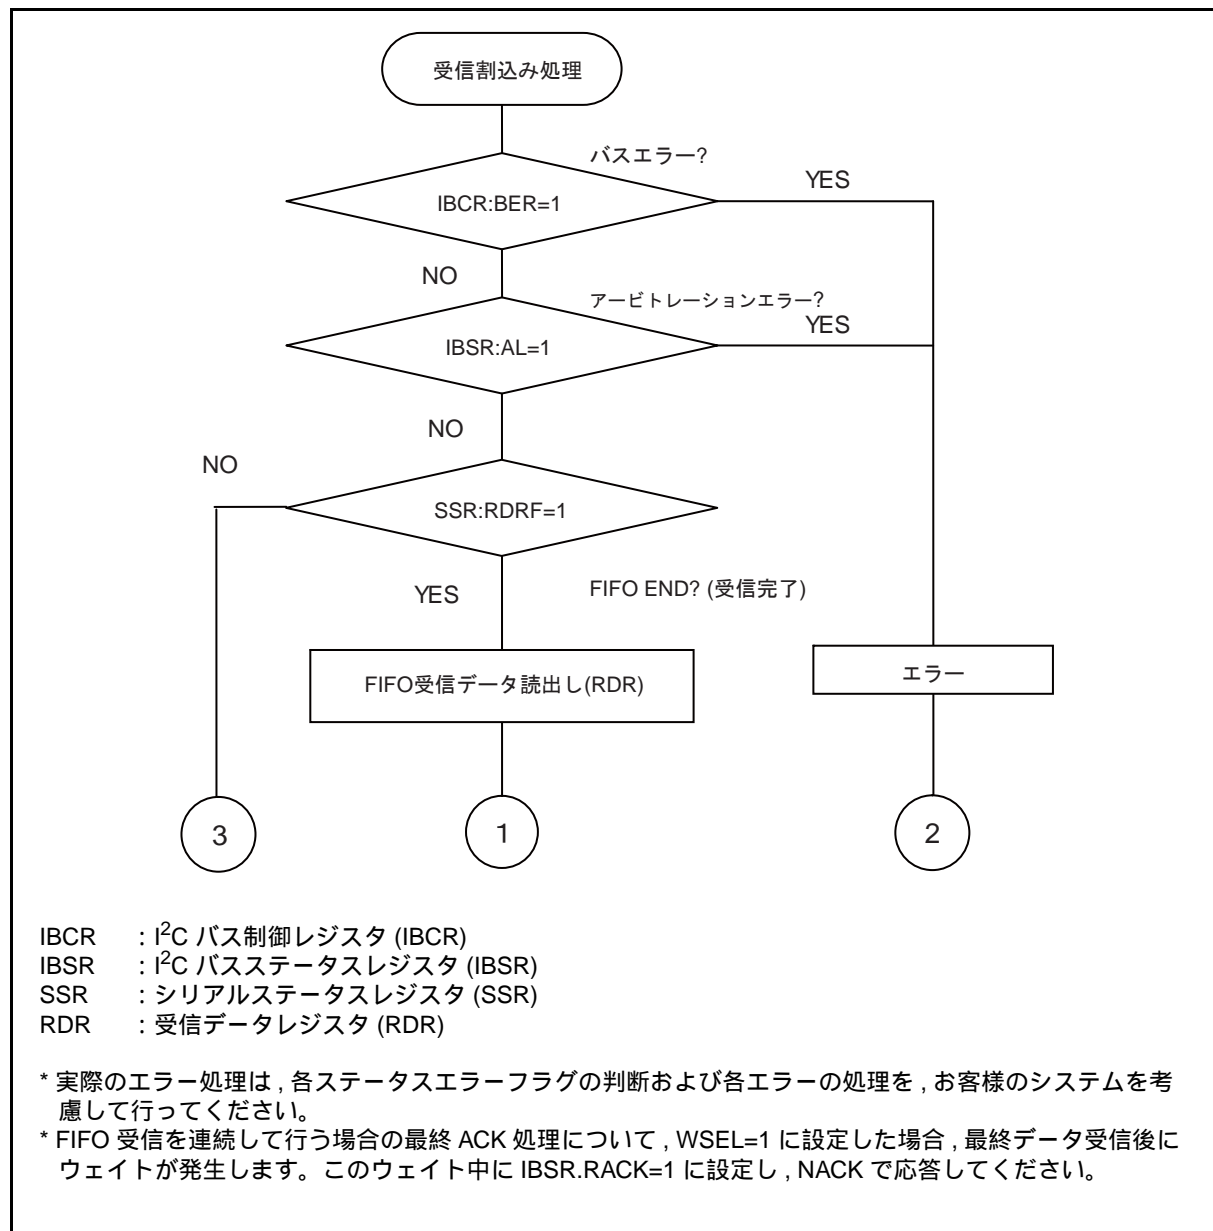 受信割込み処理
バスエラー?
YES
IBCR:BER=1
NO
アービトレーションエラー?
YES
IBSR:AL=1
NO
NO
SSR:RDRF=1
YES
FIFO END? (受信完了)
FIFO受信データ読出し(RDR)
エラー
3
1
2
IBCR : I²C バス制御レジスタ (IBCR)
IBSR : I²C バスステータスレジスタ (IBSR)
SSR : シリアルステータスレジスタ (SSR)
RDR : 受信データレジスタ (RDR)
* 実際のエラー処理は , 各ステータスエラーフラグの判断および各エラーの処理を , お客様のシステムを考
慮して行ってください。
* FIFO 受信を連続して行う場合の最終 ACK 処理について , WSEL=1 に設定した場合 , 最終データ受信後に
ウェイトが発生します。このウェイト中に IBSR.RACK=1 に設定し , NACK で応答してください。